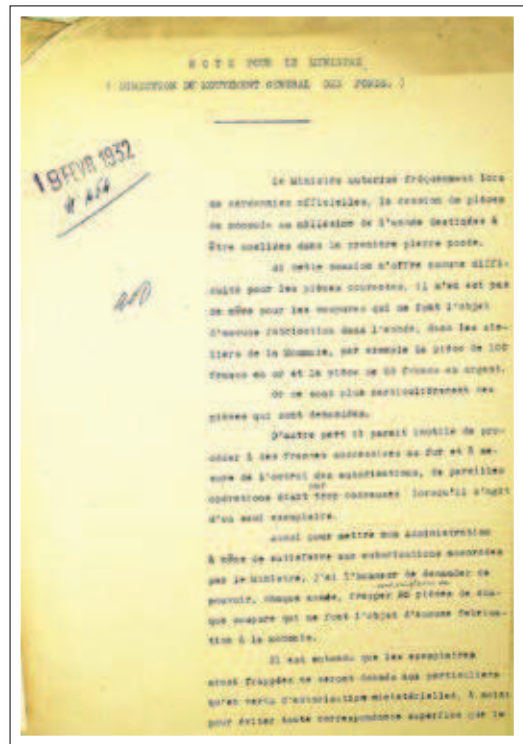 NOTE POUR LE MINISTRE
( DIRECTION DU MOUVEMENT GENERAL DES FONDS. )
19 FEVR 1932
Le Ministre autorise fréquemment lors
de cérémonies officielles, la cession de pièces
de monnaie au millésime de l'année destinées à
être scellées dans la première pierre posée.
Si cette cession n'offre aucune diffi-
culté pour les pièces courantes, il n'en est pas
de même pour les coupures qui ne font l'objet
d'aucune fabrication dans l'année, dans les ate-
liers de la Monnaie, par exemple la pièce de 100
francs en or et la pièce de 20 francs en argent.
Or ce sont plus particulièrement ces
pièces qui sont demandées.
D'autre part il paraît inutile de pro-
céder à des frappes successives au fur et à me-
sure de l'octroi des autorisations, de pareilles
opérations étant trop onéreuses lorsqu'il s'agit
d'un seul exemplaire.
Aussi pour mettre mon administration
à même de satisfaire aux autorisations accordées
par le Ministre, j'ai l'honneur de demander de
pouvoir, chaque année, frapper 20 pièces de cha-
que coupure qui ne font l'objet d'aucune fabrica-
tion à la monnaie.
Il est entendu que les exemplaires
ainsi frappés ne seront cédés aux particuliers
qu'en vertu d'autorisation ministérielles, à moins
pour éviter toute correspondance superflue que le